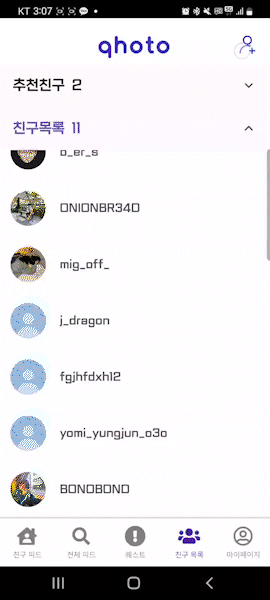 KT 3:07
qhoto
추천친구 2
친구목록 11
b_er_s
ONIONBR34D
mig_off_
j_dragon
fgjhfdxh12
yomi_yungjun_o3o
BONOBONO
친구 피드 전체 피드 퀘스트 친구 목록 마이페이지